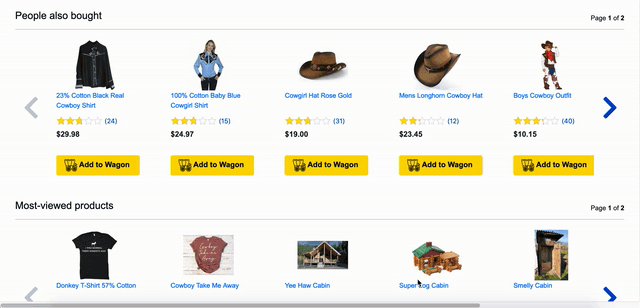 People also bought
Page 1 of 2
23% Cotton Black Real
Cowboy Shirt
100% Cotton Baby Blue
Cowgirl Shirt
Cowgirl Hat Rose Gold
Mens Longhorn Cowboy Hat
Boys Cowboy Outfit
(24)
(15)
(31)
(12)
(40)
$29.98
$24.97
$19.00
$23.45
$10.15
Add to Wagon
Add to Wagon
Add to Wagon
Add to Wagon
Add to Wagon
Most-viewed products
Page 1 of 2
Cowboy
Take Me
Away
Donkey T-Shirt 57% Cotton
Cowboy Take Me Away
Yee Haw Cabin
Super Log Cabin
Smelly Cabin